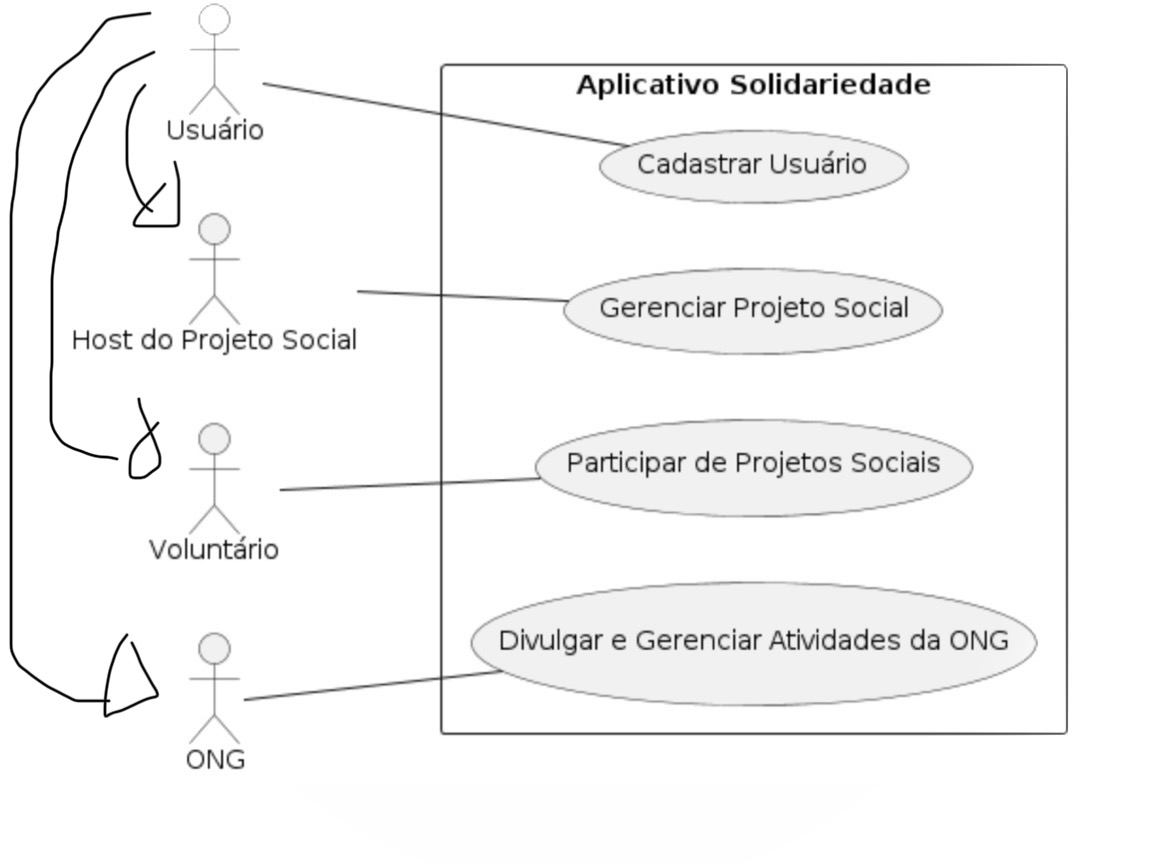 Aplicativo Solidariedade
Usuário
Cadastrar Usuário
Host do Projeto Social
Gerenciar Projeto Social
Voluntário
Participar de Projetos Sociais
ONG
Divulgar e Gerenciar Atividades da ONG